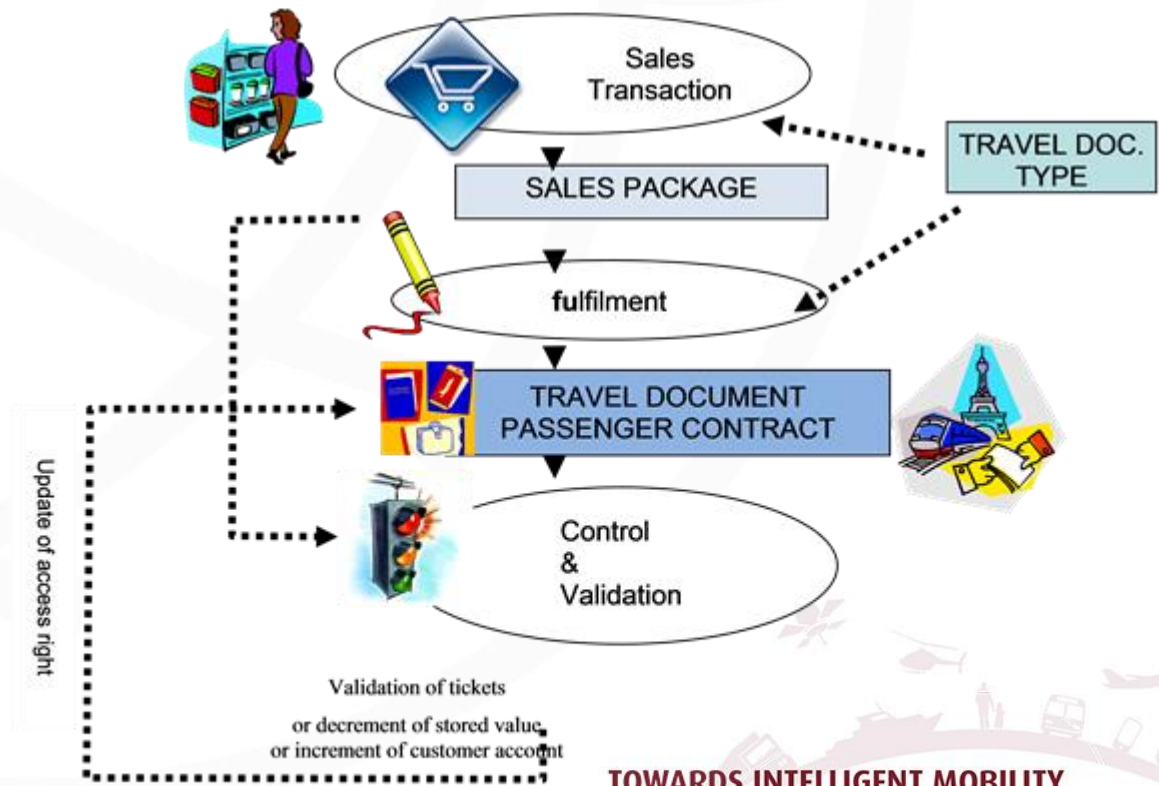 Sales
Transaction
TRAVEL DOC.
TYPE
SALES PACKAGE
fulfilment
TRAVEL DOCUMENT
PASSENGER CONTRACT
Control
&
Validation
Update of access right
Validation of tickets
or decrement of stored value
or increment of customer account
TOWARDS INTELLIGENT MOBILITY